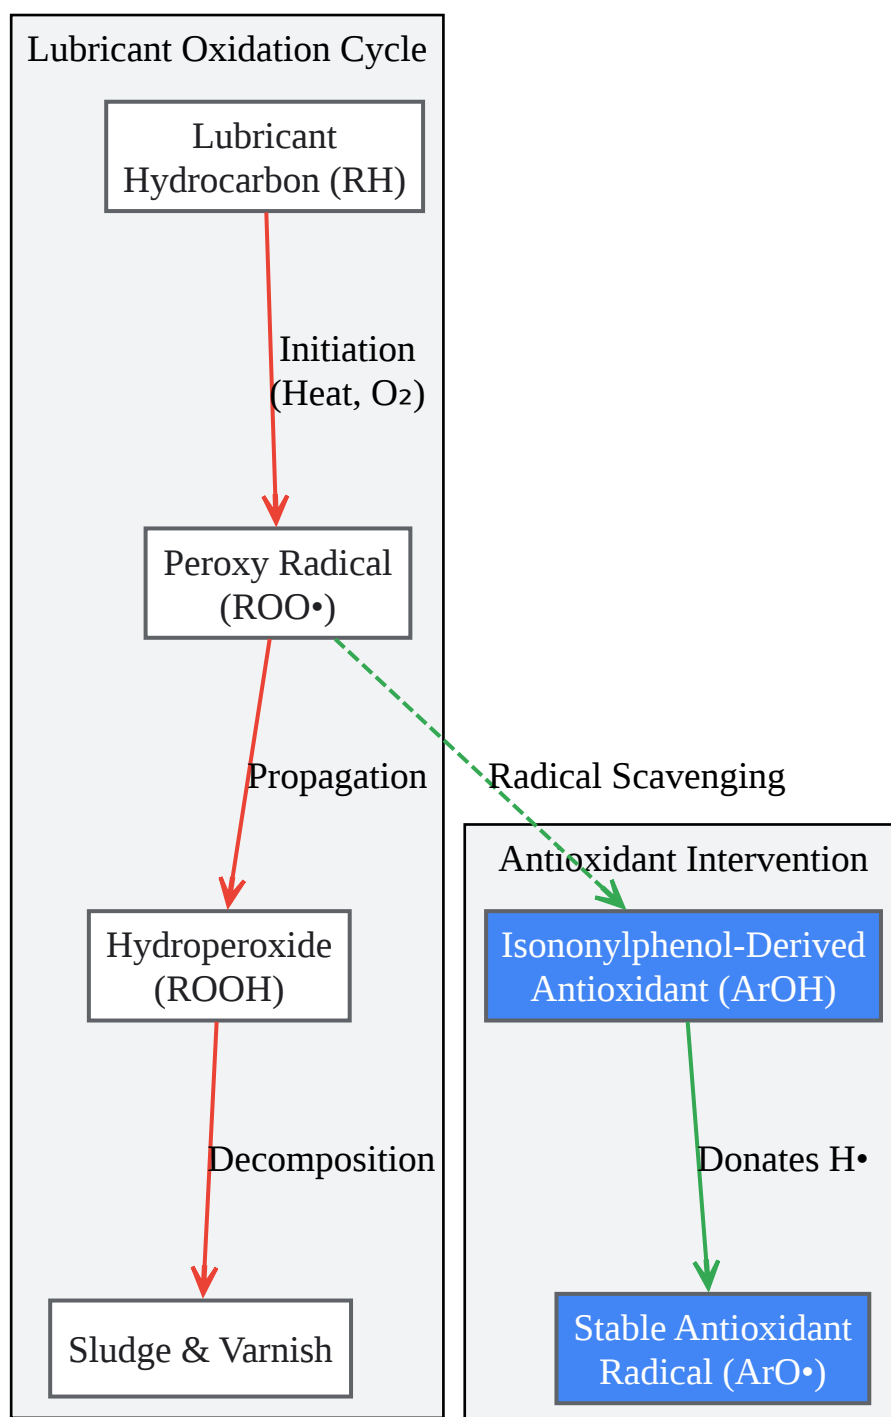 Lubricant Oxidation Cycle
Lubricant
Hydrocarbon (RH)
Initiation
(Heat, O₂)
Peroxy Radical
(ROO•)
Propagation
Radical Scavenging
Antioxidant Intervention
Hydroperoxide
(ROOH)
Isononylphenol-Derived
Antioxidant (ArOH)
Decomposition
Donates H•
Sludge & Varnish
Stable Antioxidant
Radical (ArO•)